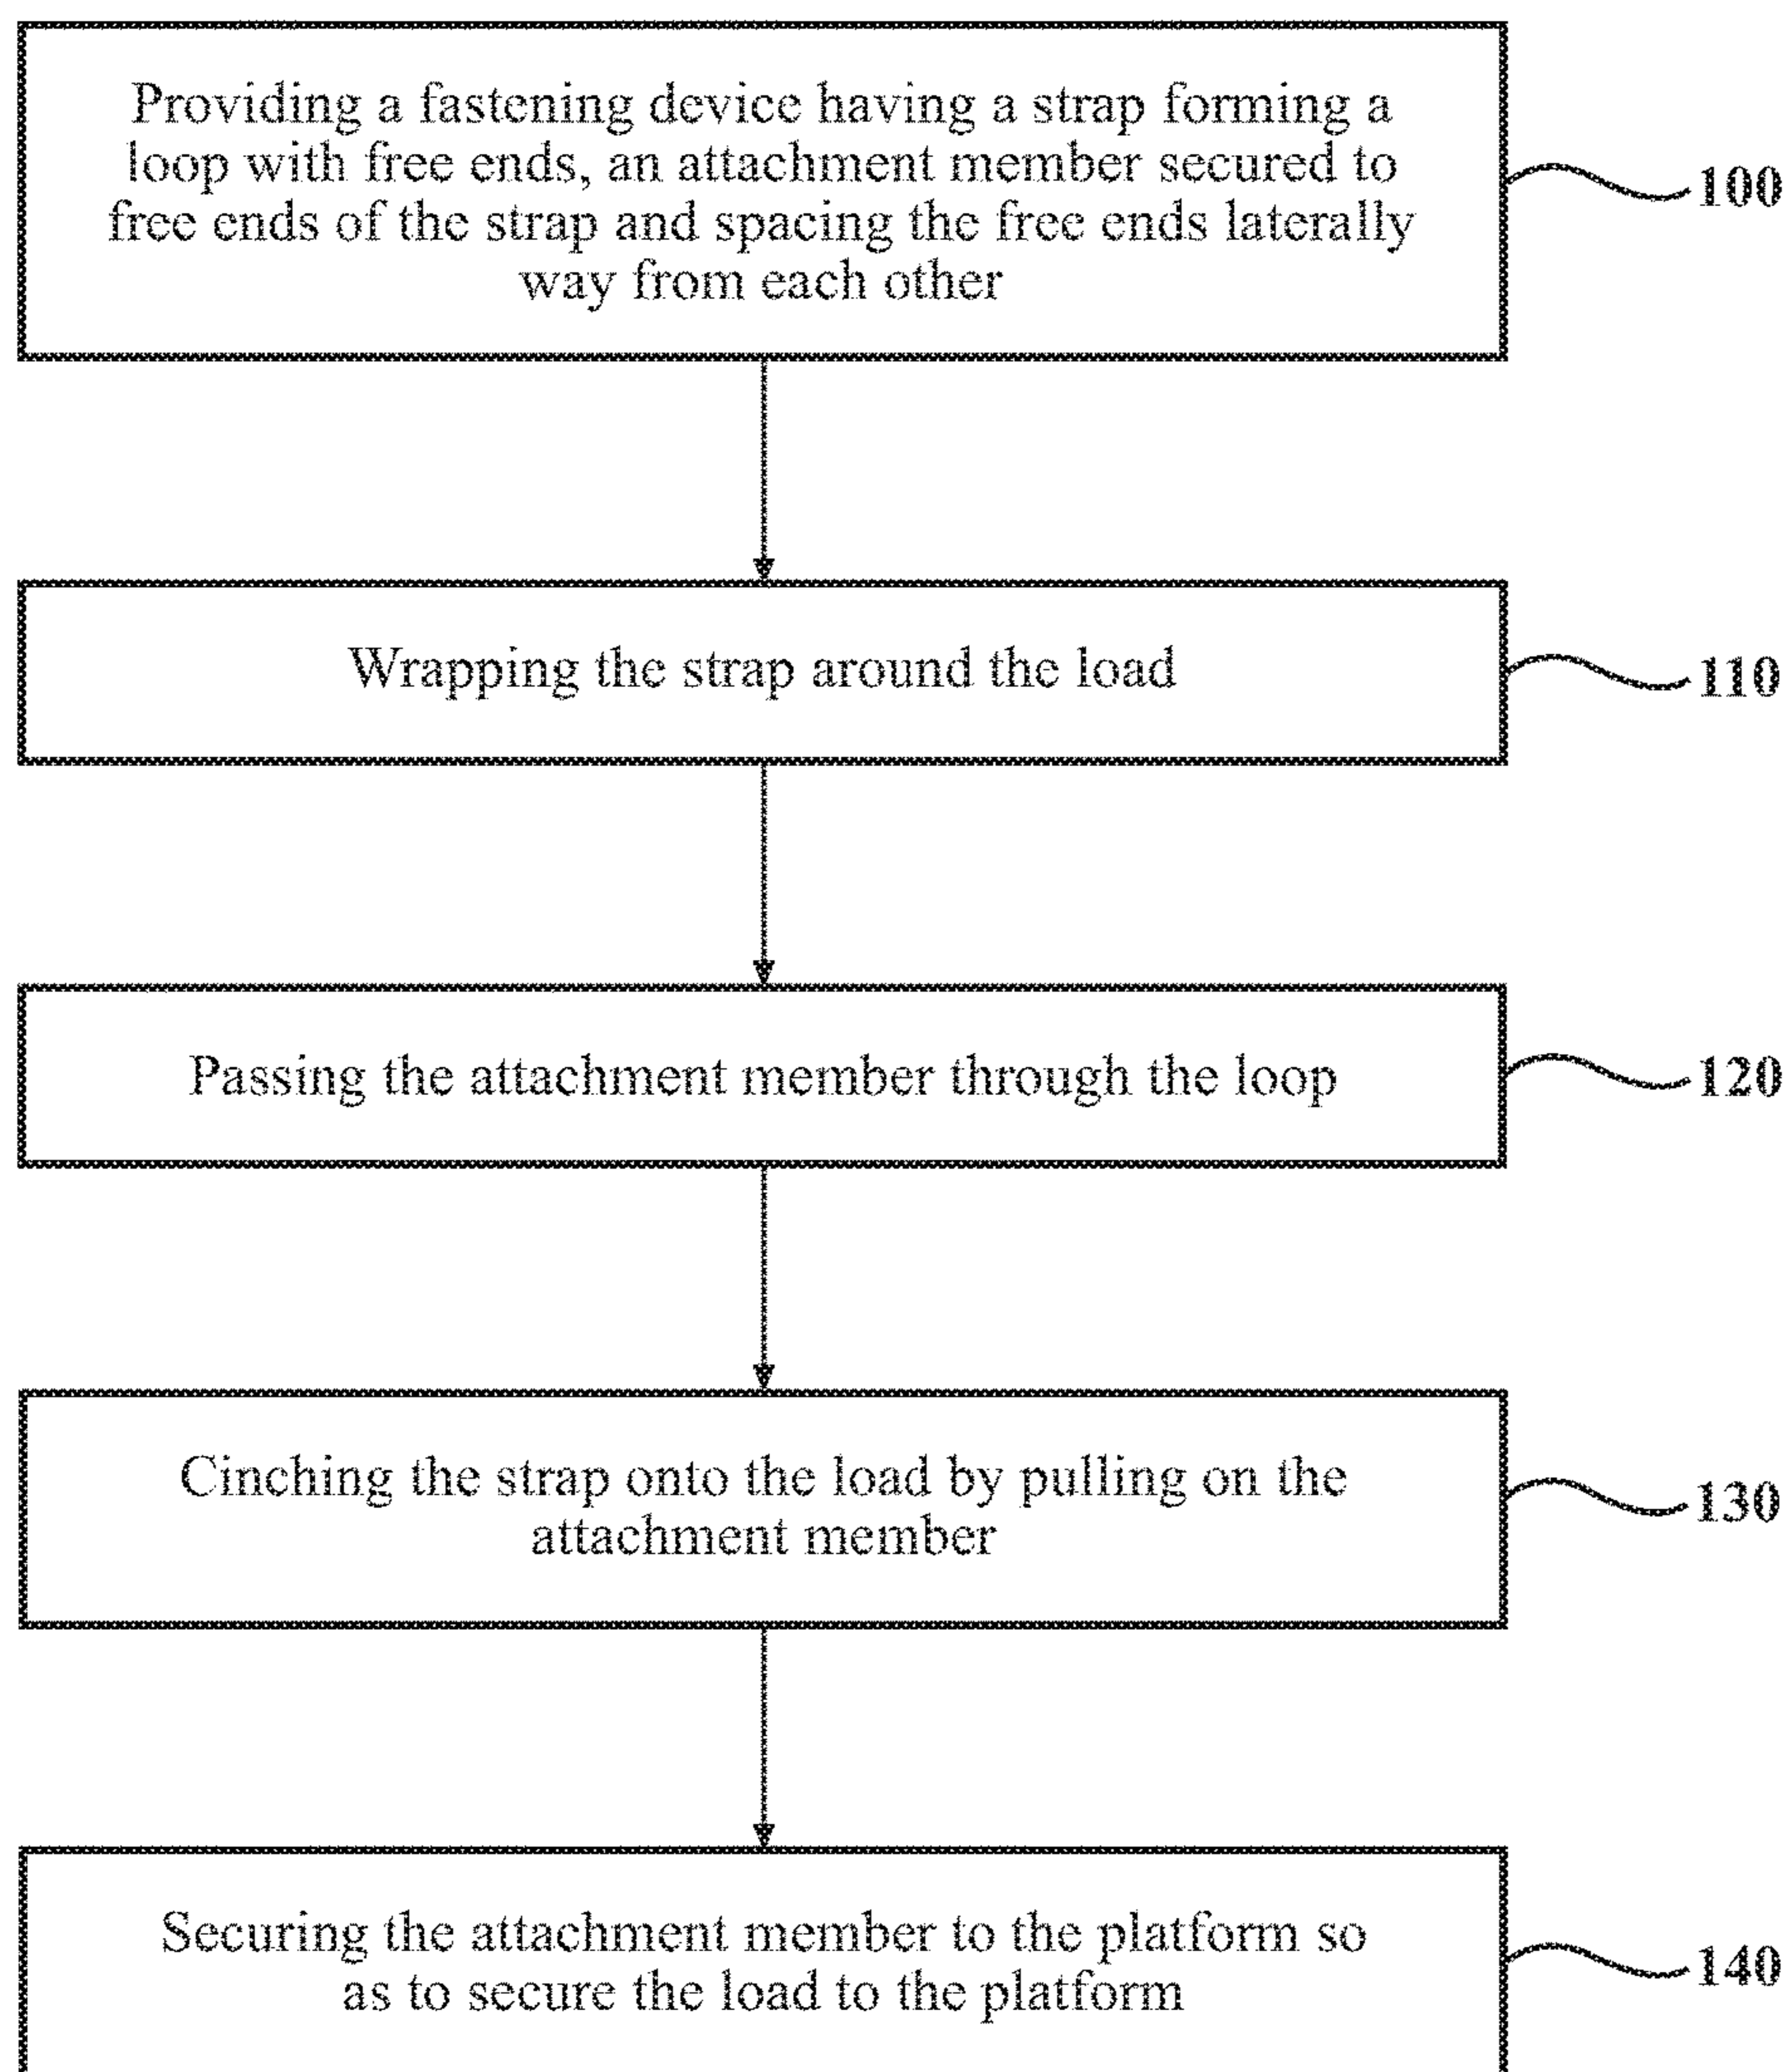 Providing a fastening device having a strap forming a
loop with free ends, an attachment member secured to
free ends of the strap and spacing the free ends laterally
way from each other
100
Wrapping the strap around the load
110
Passing the attachment member through the loop
120
Cinching the strap onto the load by pulling on the
attachment member
130
Securing the attachment member to the platform so
as to secure the load to the platform
140